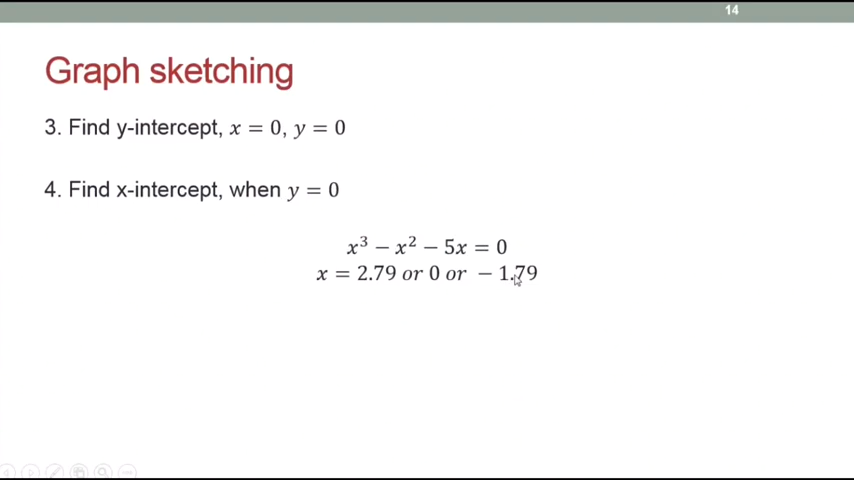 14
Graph sketching
3. Find y-intercept, x = 0, y = 0
4. Find x-intercept, when y = 0
x³ − x² − 5x = 0
x = 2.79 or 0 or − 1.79